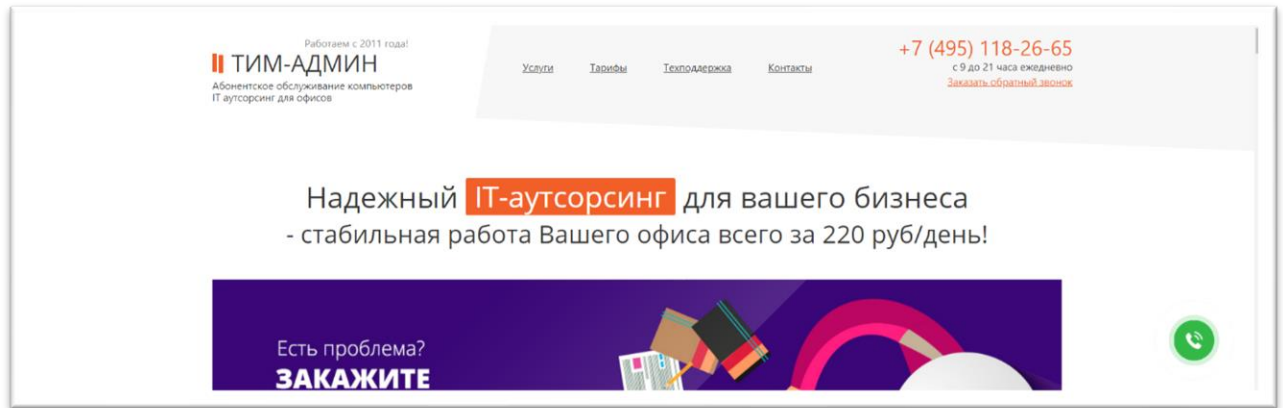 Работаем с 2011 года!
ТИМ-АДМИН
Абонентское обслуживание компьютеров
IT аутсорсинг для офисов
Услуги Тарифы Техподдержка Контакты
+7 (495) 118-26-65
с 9 до 21 часа ежедневно
Заказать обратный звонок
Надежный IT-аутсорсинг для вашего бизнеса
- стабильная работа Вашего офиса всего за 220 руб/день!
Есть проблема?
ЗАКАЖИТЕ